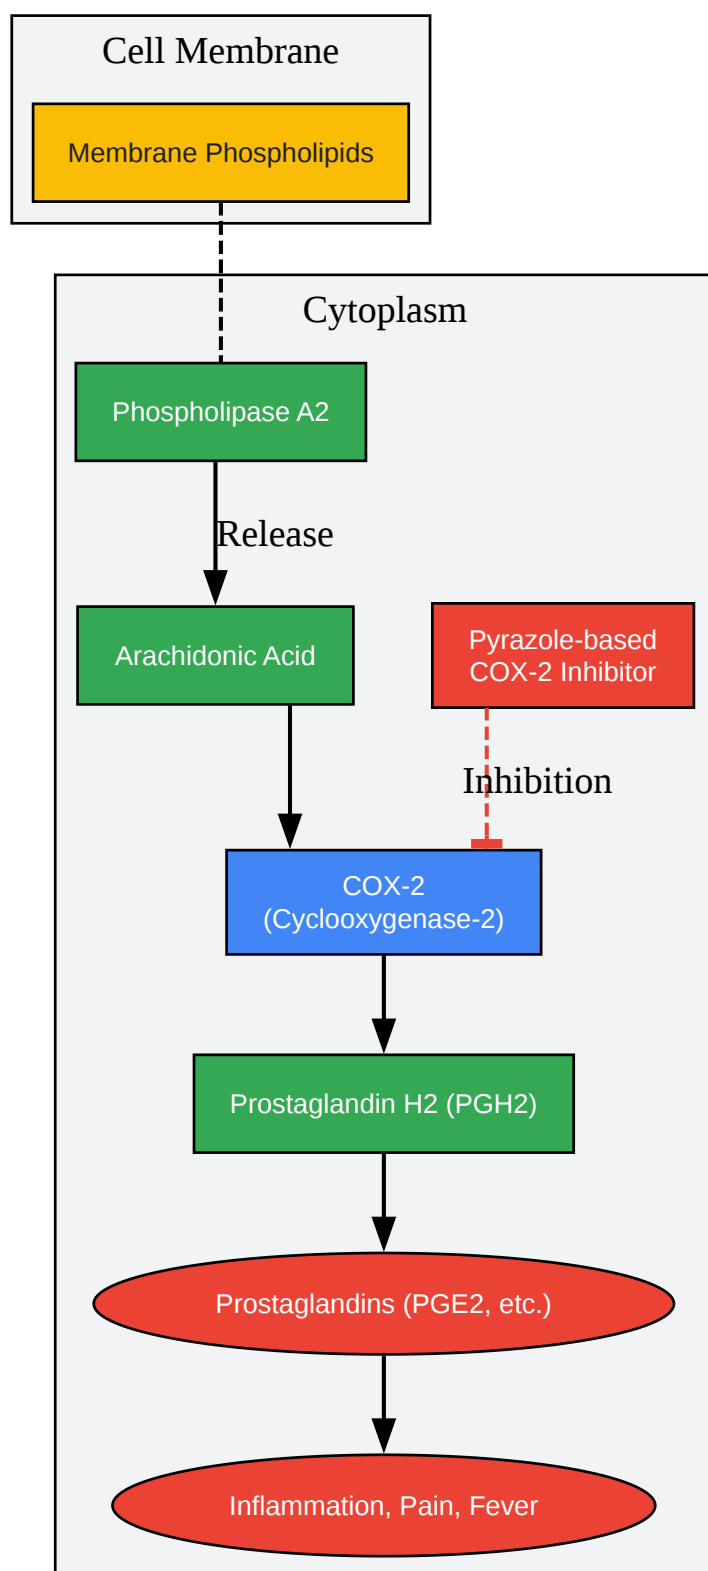 Cell Membrane
Membrane Phospholipids
Cytoplasm
Phospholipase A2
Release
Arachidonic Acid
Pyrazole-based
COX-2 Inhibitor
Inhibition
COX-2
(Cyclooxygenase-2)
Prostaglandin H2 (PGH2)
Prostaglandins (PGE2, etc.)
Inflammation, Pain, Fever